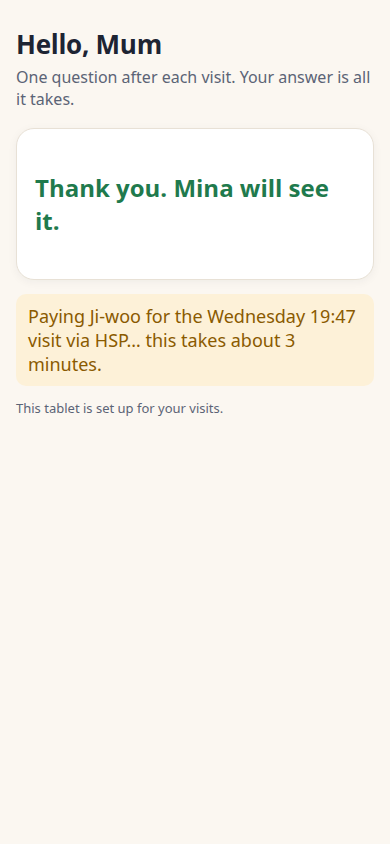 Hello, Mum
One question after each visit. Your answer is all
it takes.
Thank you. Mina will see
it.
Paying Ji-woo for the Wednesday 19:47
visit via HSP... this takes about 3
minutes.
This tablet is set up for your visits.